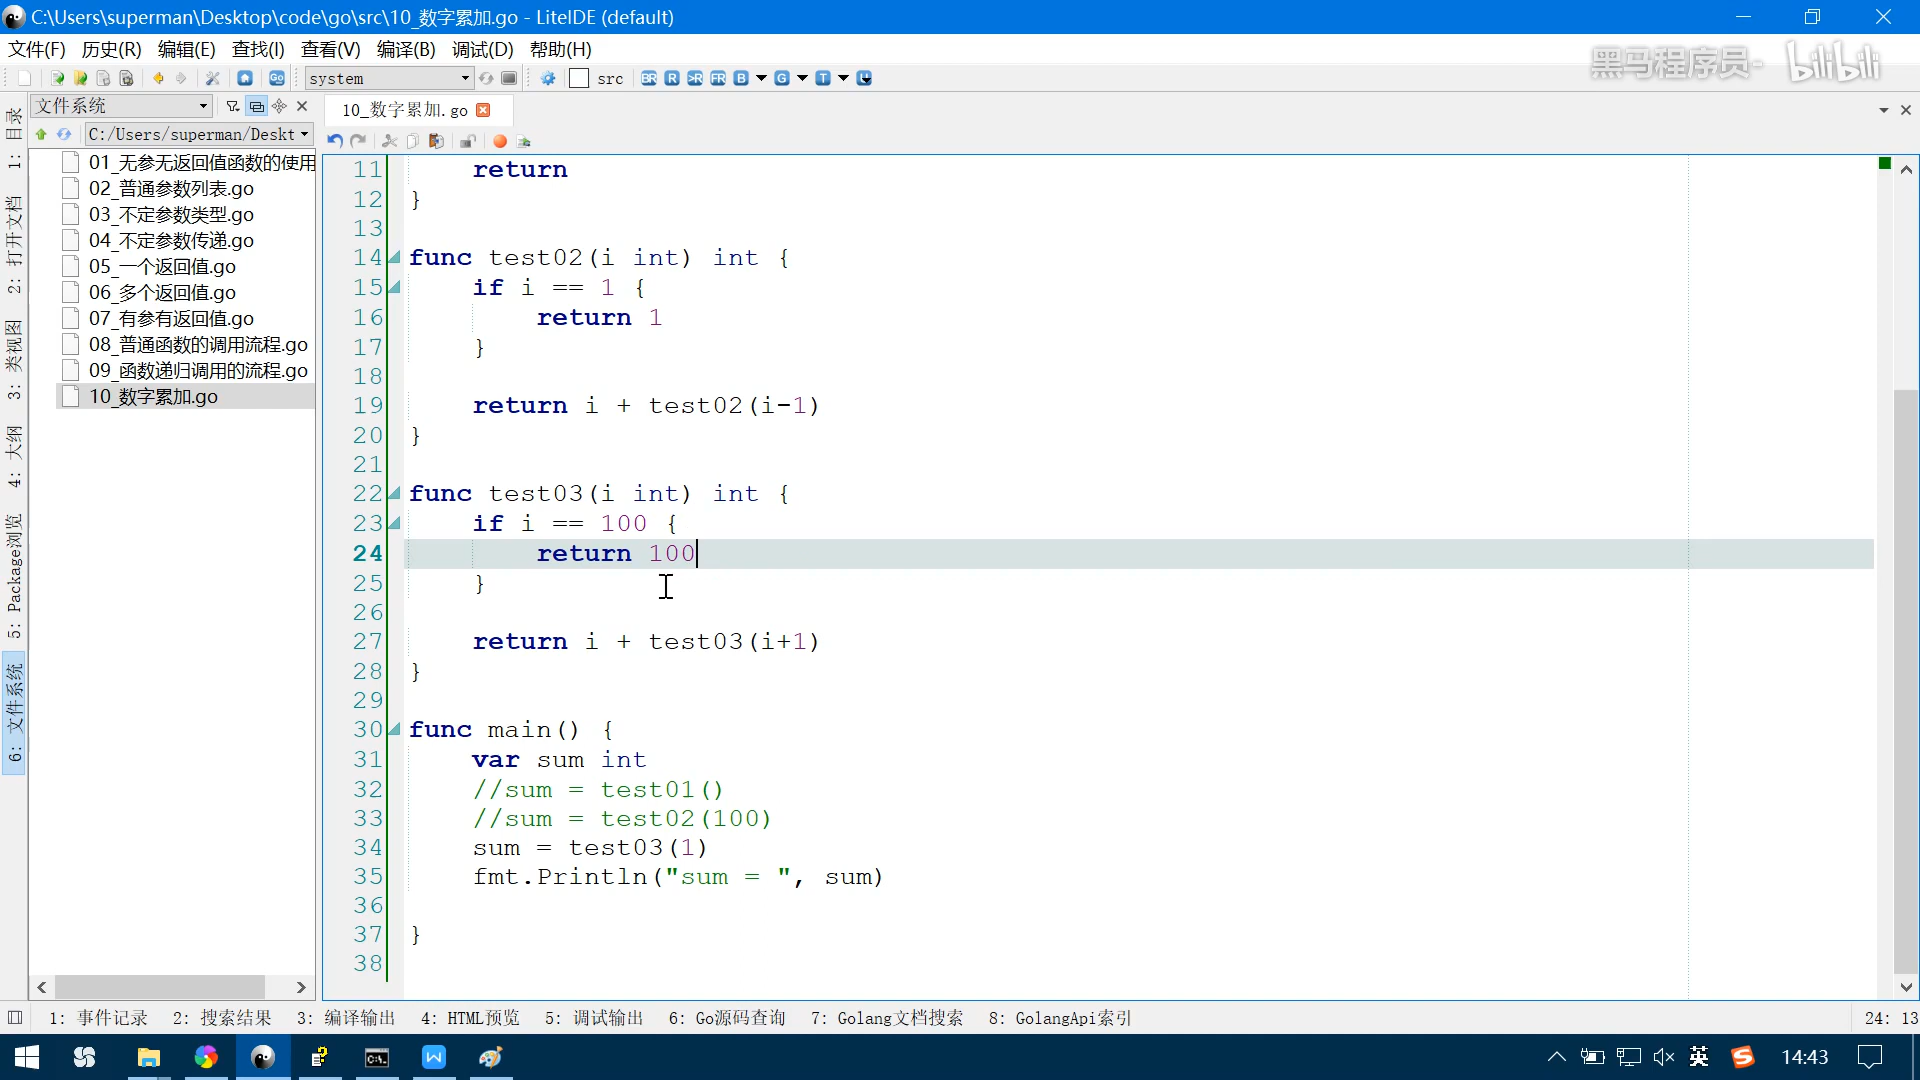 C:\Users\superman\Desktop\code\go\src\10_数字累加.go - LiteIDE (default)
文件(F) 历史(R) 编辑(E) 查找(I) 查看(V) 编译(B) 调试(D) 帮助(H)
黑马程序员- bilibili
system src BR R >R FR B G T
文件系统
10_数字累加.go
C:/Users/superman/Deskt
1: 目录
2: 打开文档
3: 类视图
4: 大纲
5: Package浏览
6: 文件系统
01_无参无返回值函数的使用
02_普通参数列表.go
03_不定参数类型.go
04_不定参数传递.go
05_一个返回值.go
06_多个返回值.go
07_有参有返回值.go
08_普通函数的调用流程.go
09_函数递归调用的流程.go
10_数字累加.go
11 return
12 }
13
14 func test02(i int) int {
15 if i == 1 {
16 return 1
17 }
18
19 return i + test02(i-1)
20 }
21
22 func test03(i int) int {
23 if i == 100 {
24 return 100
25 }
26
27 return i + test03(i+1)
28 }
29
30 func main() {
31 var sum int
32 //sum = test01()
33 //sum = test02(100)
34 sum = test03(1)
35 fmt.Println("sum = ", sum)
36
37 }
38
1: 事件记录 2: 搜索结果 3: 编译输出 4: HTML预览 5: 调试输出 6: Go源码查询 7: Golang文档搜索 8: GolangApi索引 24: 13
英 14:43